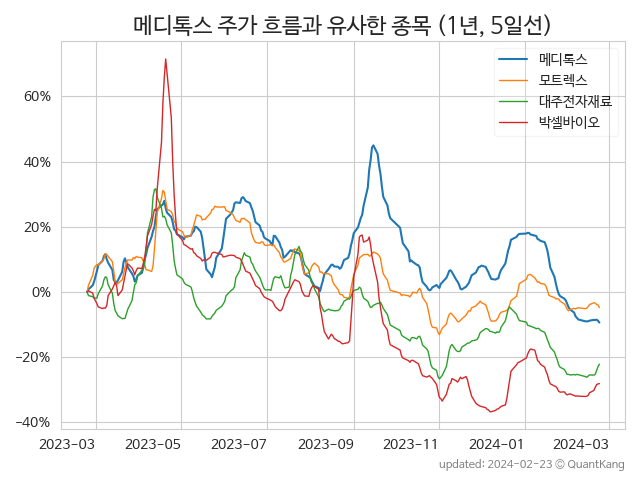 메디톡스 주가 흐름과 유사한 종목 (1년, 5일선)
메디톡스
모트렉스
대주전자재료
박셀바이오
60%
40%
20%
0%
−20%
−40%
2023-03 2023-05 2023-07 2023-09 2023-11 2024-01 2024-03
updated: 2024-02-23 © QuantKang